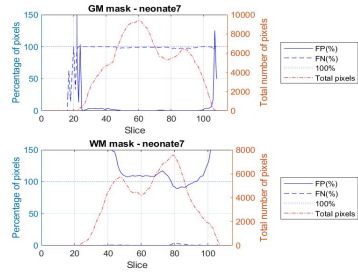 GM mask - neonate7
150
100
50
0
10000
8000
6000
4000
2000
0
0 20 40 60 80 100
Percentage of pixels
Total number of pixels
Slice
FP(%)
FN(%)
100%
Total pixels
WM mask - neonate7
150
100
50
0
8000
6000
4000
2000
0
0 20 40 60 80 100
Percentage of pixels
Total number of pixels
Slice
FP(%)
FN(%)
100%
Total pixels